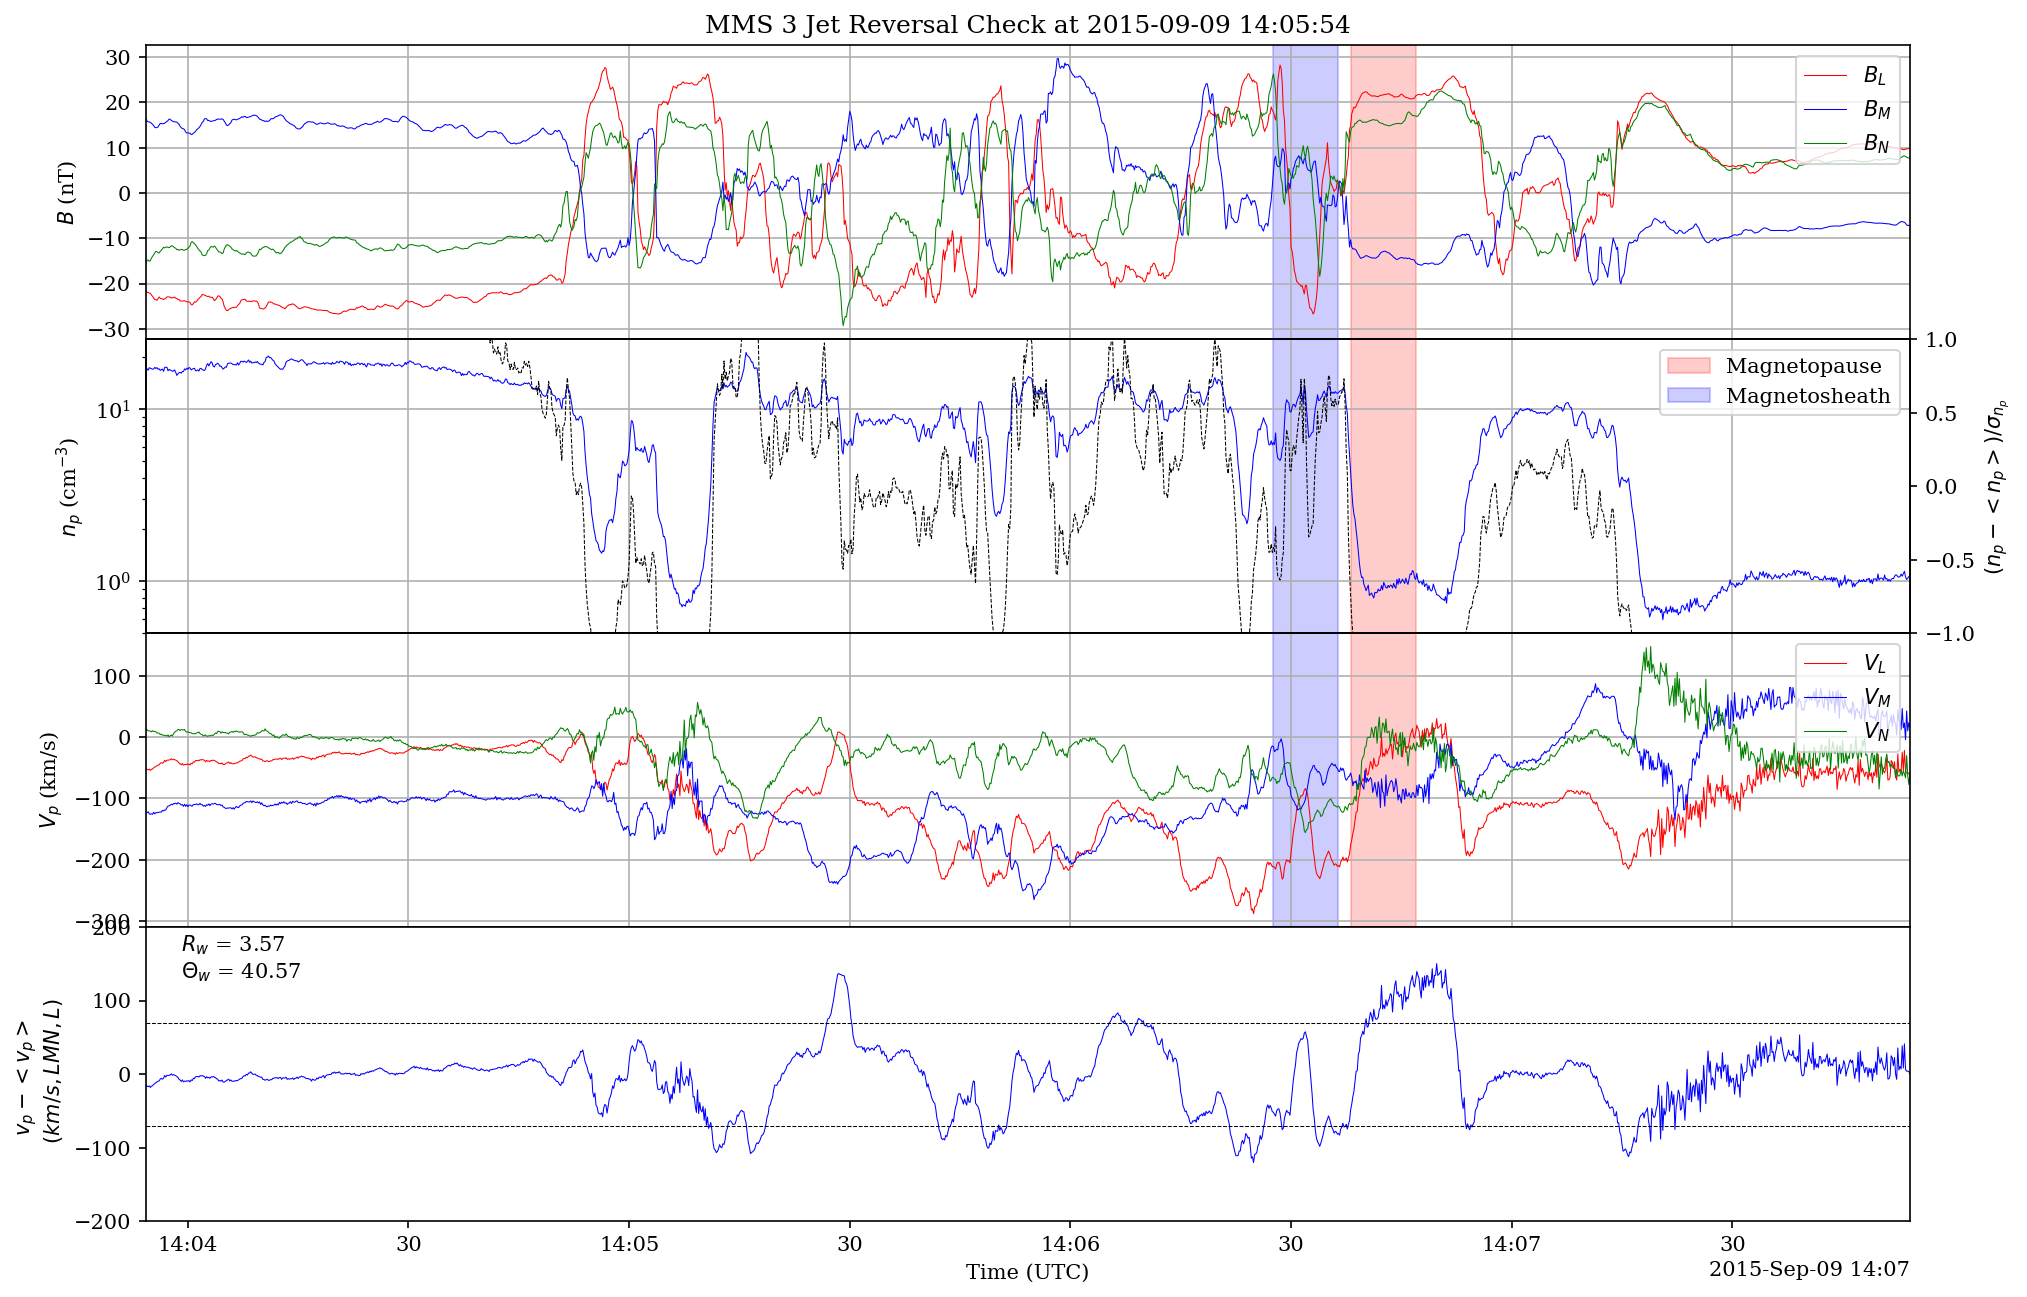 MMS 3 Jet Reversal Check at 2015-09-09 14:05:54
30
20
10
0
−10
−20
−30
B (nT)
B_L
B_M
B_N
10^1
10^0
n_p (cm^−3)
1.0
0.5
0.0
−0.5
−1.0
(n_p − < n_p >)/σ_{n_p}
Magnetopause
Magnetosheath
100
0
−100
−200
−300
V_p (km/s)
V_L
V_M
V_N
200
100
0
−100
−200
v_p − < v_p >
(km/s, LMN, L)
R_w = 3.57
Θ_w = 40.57
14:04
30
14:05
30
14:06
30
14:07
30
Time (UTC)
2015-Sep-09 14:07